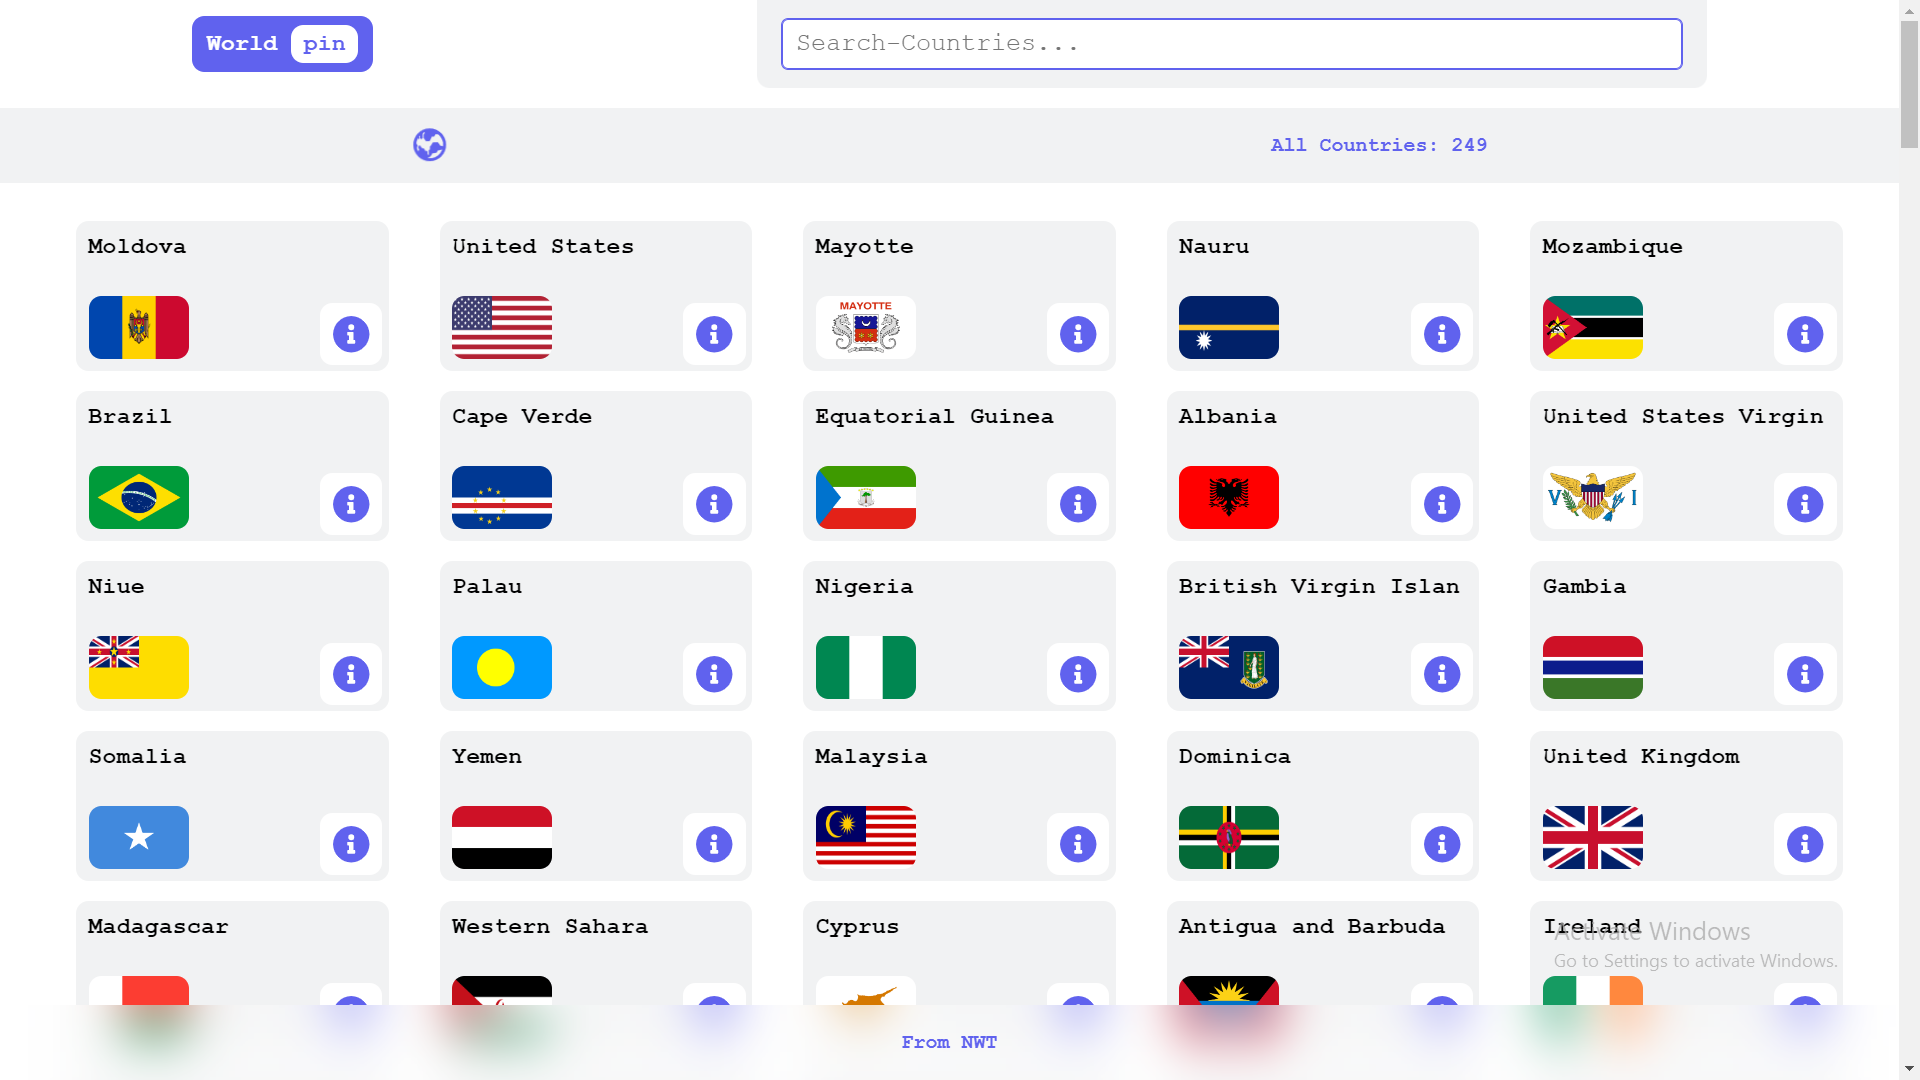 World pin
Search-Countries...
All Countries: 249
Moldova
United States
Mayotte
Nauru
Mozambique
MAYOTTE
Brazil
Cape Verde
Equatorial Guinea
Albania
United States Virgin
V I
Niue
Palau
Nigeria
British Virgin Islan
Gambia
Somalia
Yemen
Malaysia
Dominica
United Kingdom
Madagascar
Western Sahara
Cyprus
Antigua and Barbuda
Ireland
Activate Windows
Go to Settings to activate Windows.
From NWT